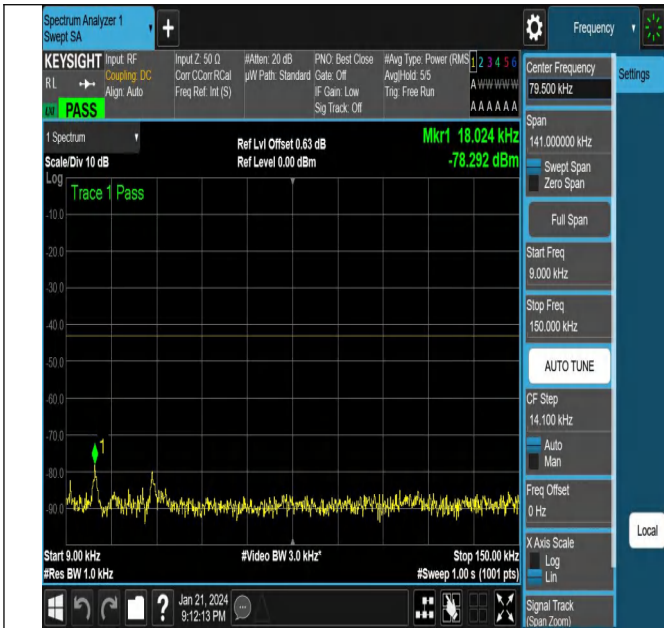 Spectrum Analyzer 1
Swept SA
+
Frequency
KEYSIGHT
RL
LXI
PASS
Input: RF
Coupling: DC
Align: Auto
Input Z: 50 Ω
Corr CCorr RCal
Freq Ref: Int (S)
#Atten: 20 dB
µW Path: Standard
PNO: Best Close
Gate: Off
IF Gain: Low
Sig Track: Off
#Avg Type: Power (RMS
Avg|Hold: 5/5
Trig: Free Run
1 2 3 4 5 6
A W W W W W
A A A A A A
1 Spectrum
Scale/Div 10 dB
Ref Lvl Offset 0.63 dB
Ref Level 0.00 dBm
Mkr1 18.024 kHz
-78.292 dBm
Log
Trace 1 Pass
-10.0
-20.0
-30.0
-40.0
-50.0
-60.0
-70.0
-80.0
-90.0
1
Start 9.00 kHz
#Res BW 1.0 kHz
#Video BW 3.0 kHz*
Stop 150.00 kHz
#Sweep 1.00 s (1001 pts)
Center Frequency
79.500 kHz
Settings
Span
141.000000 kHz
Swept Span
Zero Span
Full Span
Start Freq
9.000 kHz
Stop Freq
150.000 kHz
AUTO TUNE
CF Step
14.100 kHz
Auto
Man
Freq Offset
0 Hz
Local
X Axis Scale
Log
Lin
Signal Track
(Span Zoom)
?
Jan 21, 2024
9:12:13 PM